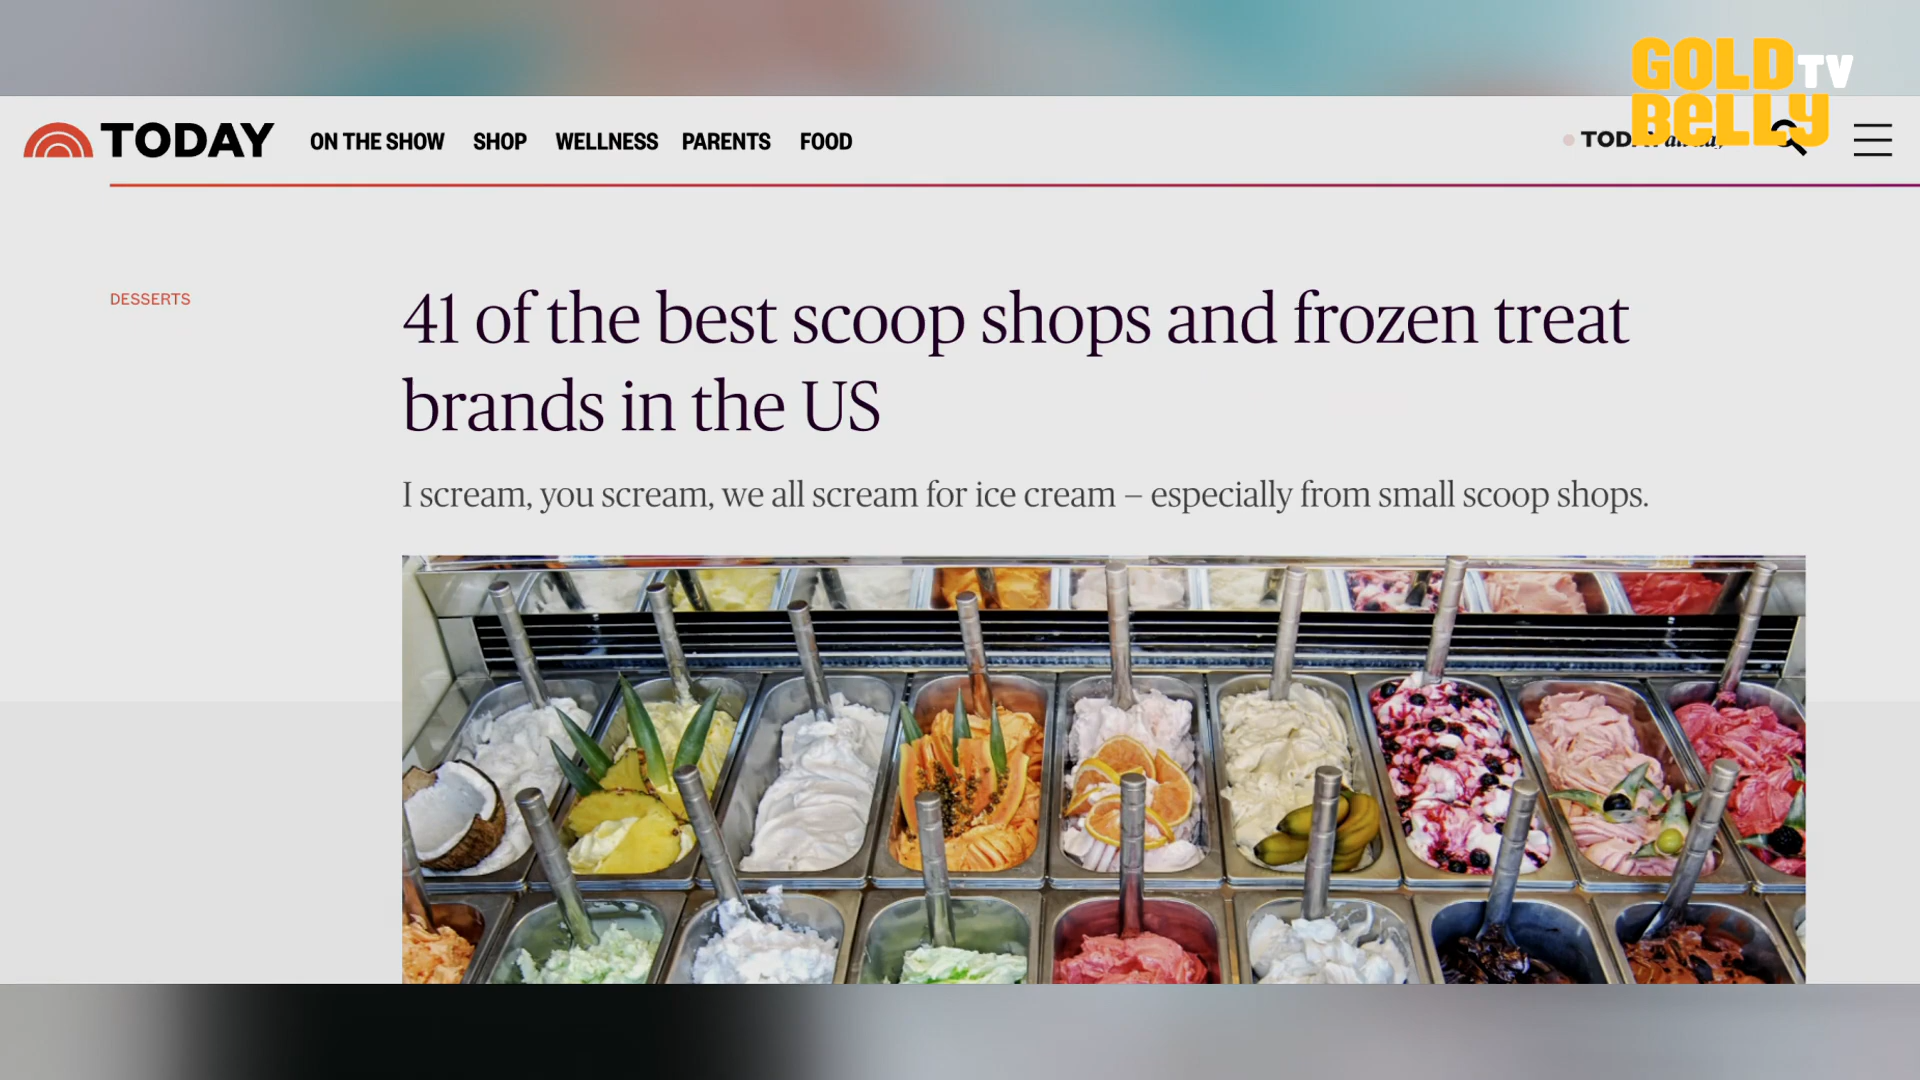 GOLD TV
BELLY
TODAY ON THE SHOW SHOP WELLNESS PARENTS FOOD
DESSERTS
41 of the best scoop shops and frozen treat
brands in the US
I scream, you scream, we all scream for ice cream — especially from small scoop shops.